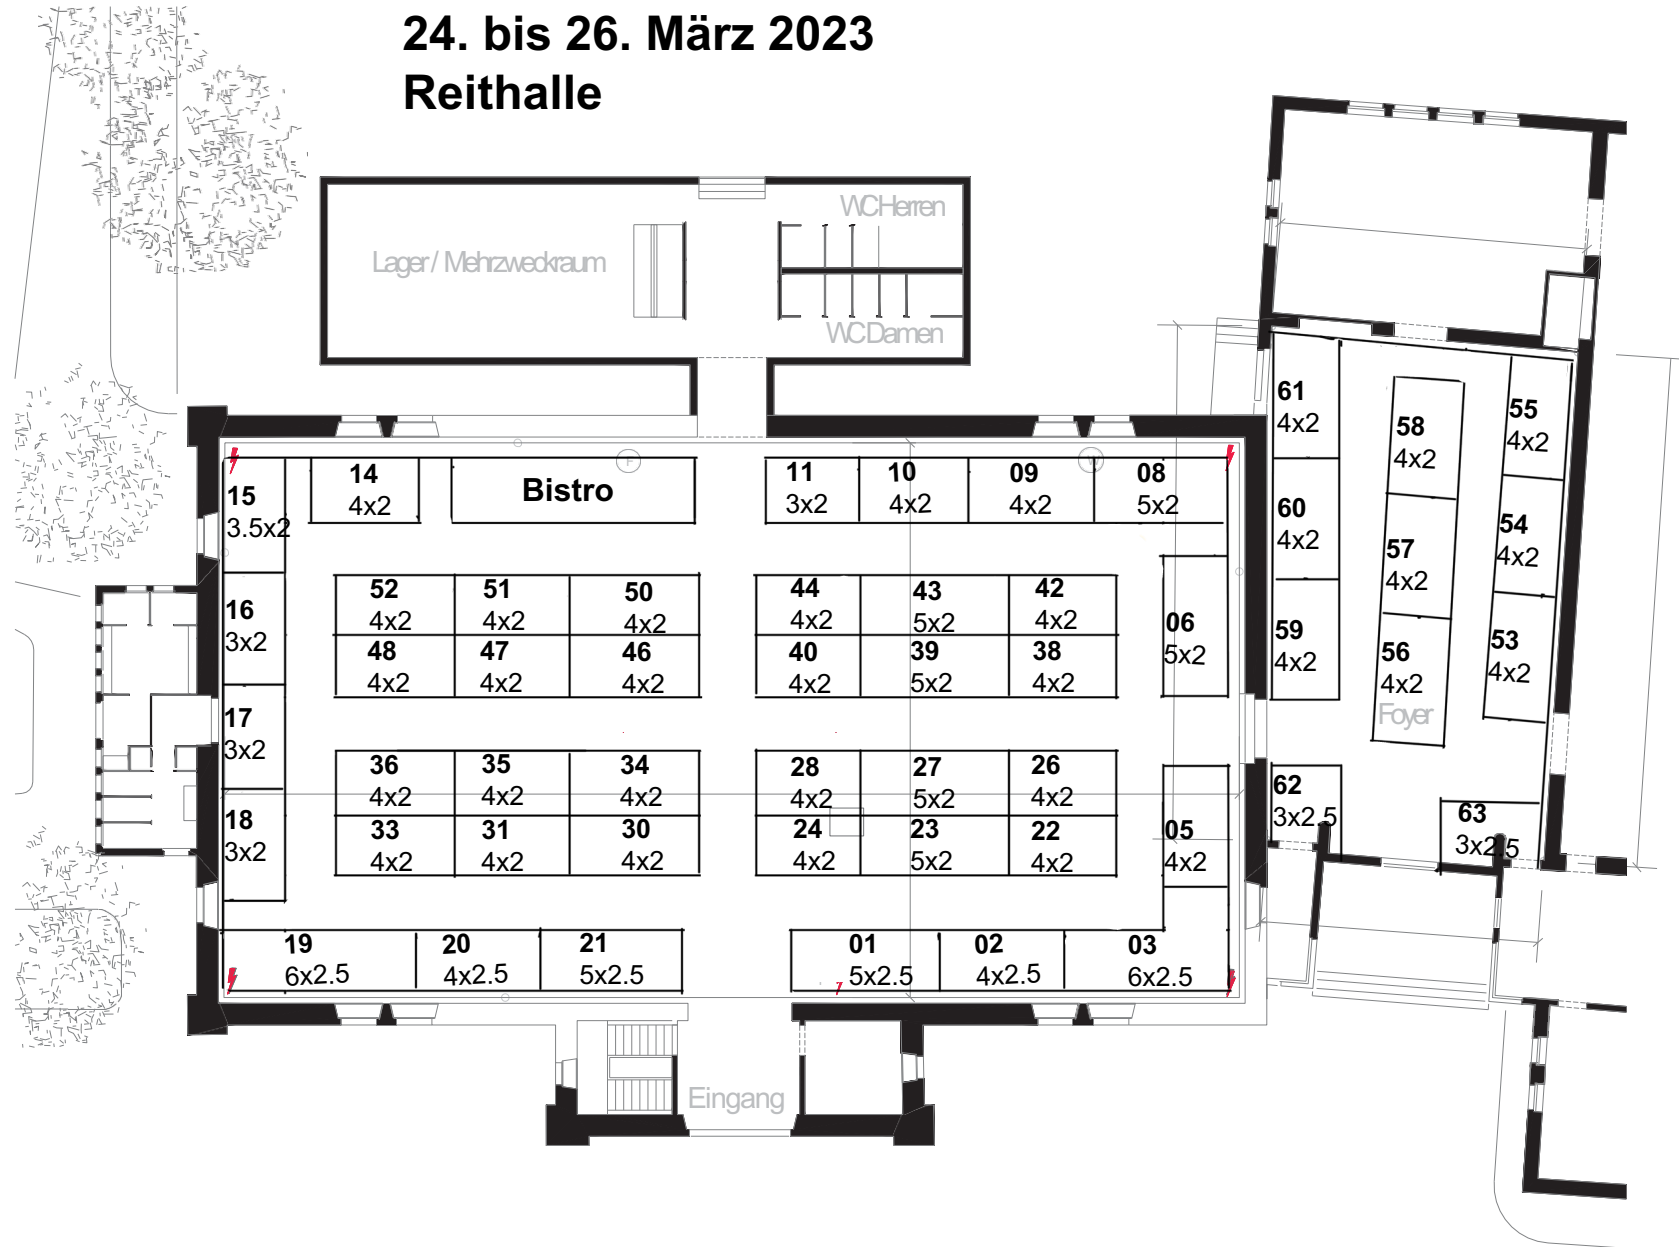 24. bis 26. März 2023
Reithalle
WC Herren
Lager / Mehrzweckraum
WC Damen
61
4x2
58
4x2
55
4x2
60
4x2
57
4x2
54
4x2
59
4x2
56
4x2
53
4x2
Foyer
62
3x2.5
63
3x2.5
15
3.5x2
14
4x2
Bistro
F
11
3x2
10
4x2
09
4x2
W
08
5x2
16
3x2
52
4x2
51
4x2
50
4x2
44
4x2
43
5x2
42
4x2
06
5x2
48
4x2
47
4x2
46
4x2
40
4x2
39
5x2
38
4x2
17
3x2
36
4x2
35
4x2
34
4x2
28
4x2
27
5x2
26
4x2
18
3x2
33
4x2
31
4x2
30
4x2
24
4x2
23
5x2
22
4x2
05
4x2
19
6x2.5
20
4x2.5
21
5x2.5
01
5x2.5
02
4x2.5
03
6x2.5
Eingang